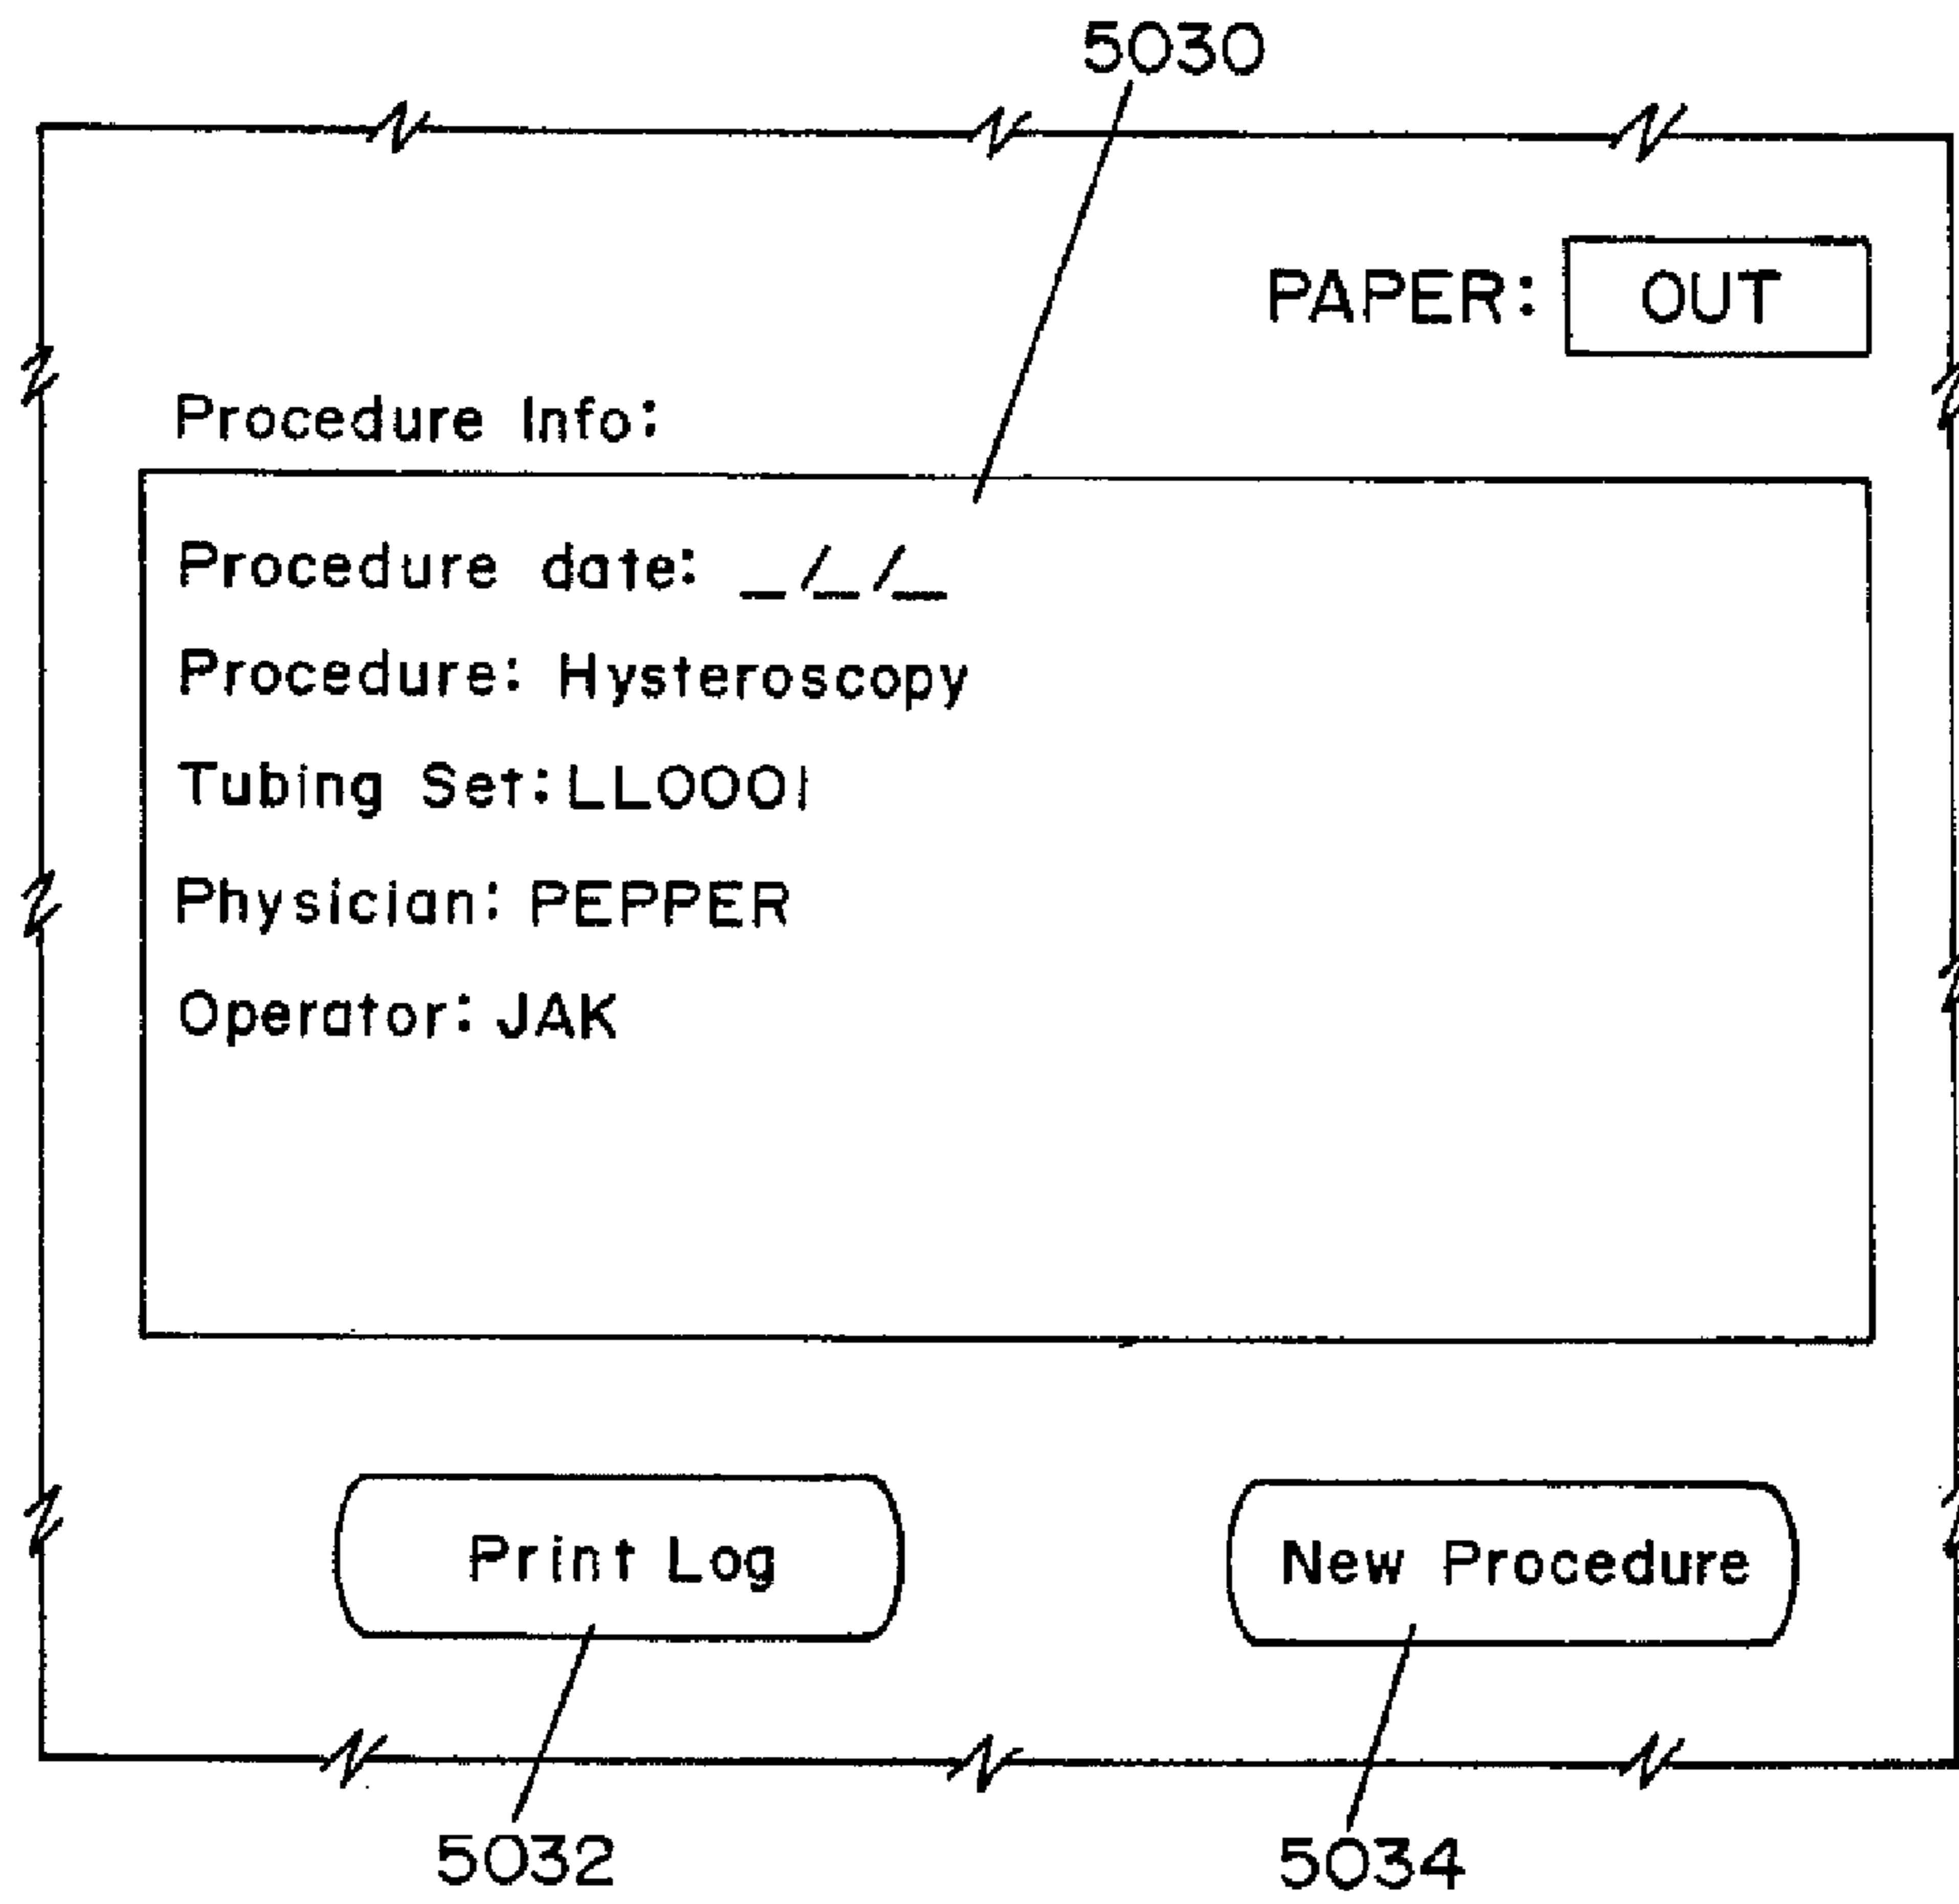 5030
PAPER: OUT
Procedure Info:
Procedure date: _/_/_
Procedure: Hysteroscopy
Tubing Set: LL0001
Physician: PEPPER
Operator: JAK
Print Log New Procedure
5032 5034